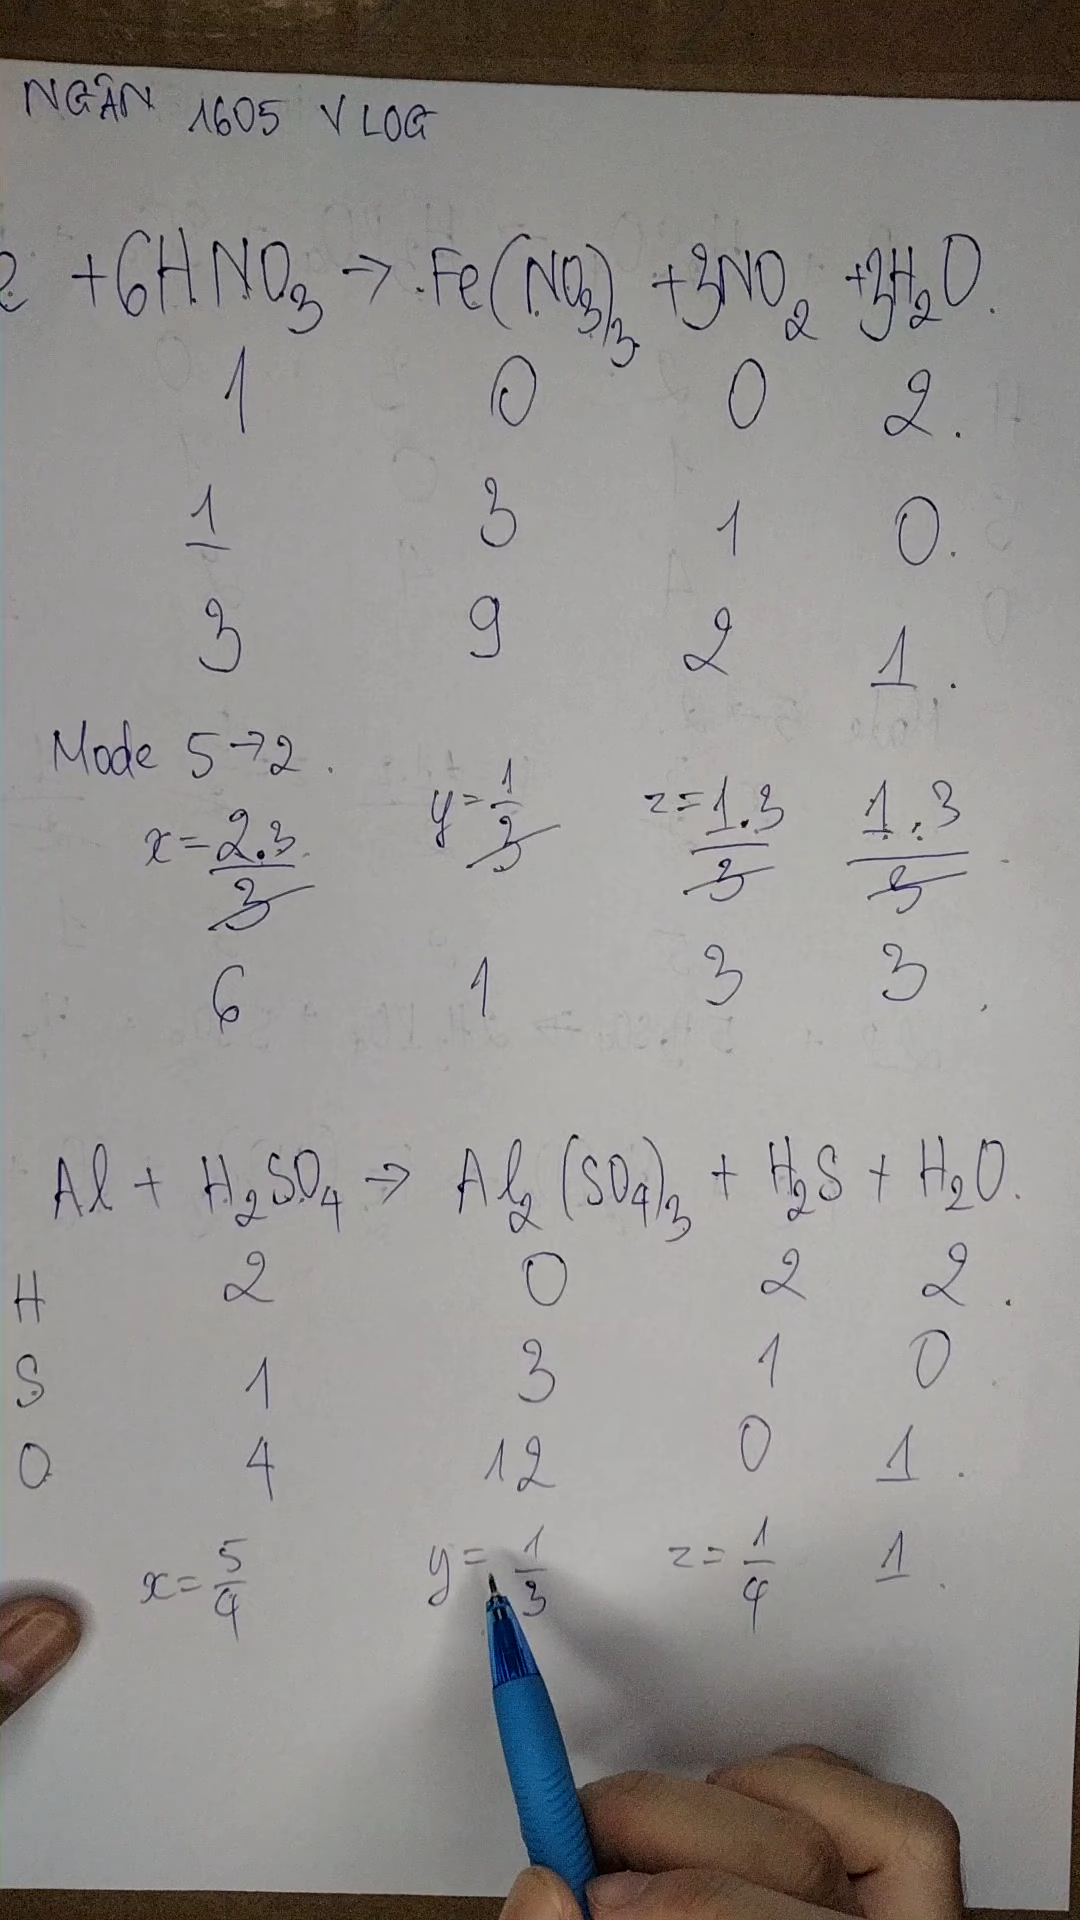 NGÂN 1605 VLOG
e + 6HNO3 → Fe(NO3)3 + 3NO2 + 3H2O.
1 0 0 2.
1 3 1 0.
3 9 2 1.
Mode 5→2.
x = 2.3/3 y = 1/3 z = 1.3/3 1.3/3
6 1 3 3
Al + H2SO4 → Al2(SO4)3 + H2S + H2O.
H 2 0 2 2.
S 1 3 1 0
O 4 12 0 1.
x = 5/4 y = 1/3 z = 1/4 1